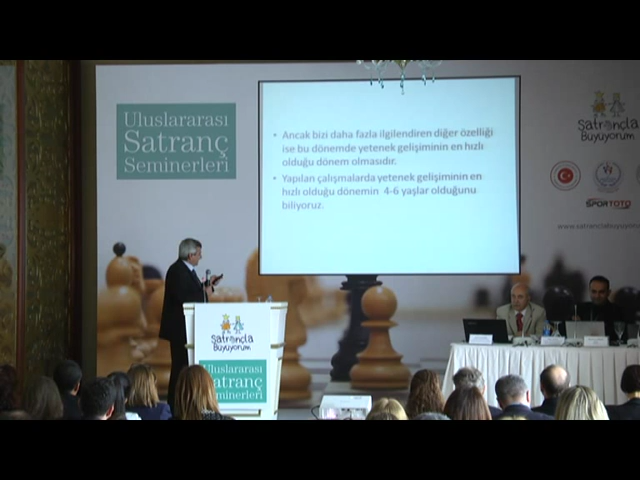 Uluslararası
Satranç
Seminerleri
• Ancak bizi daha fazla ilgilendiren diğer özelliği
ise bu dönemde yetenek gelişiminin en hızlı
olduğu dönem olmasıdır.
• Yapılan çalışmalarda yetenek gelişiminin en
hızlı olduğu dönemin 4-6 yaşlar olduğunu
biliyoruz.
Satrançla
Büyüyorum
SPORTOTO
Satrançla
Büyüyorum
Uluslararası
Satranç
Seminerleri